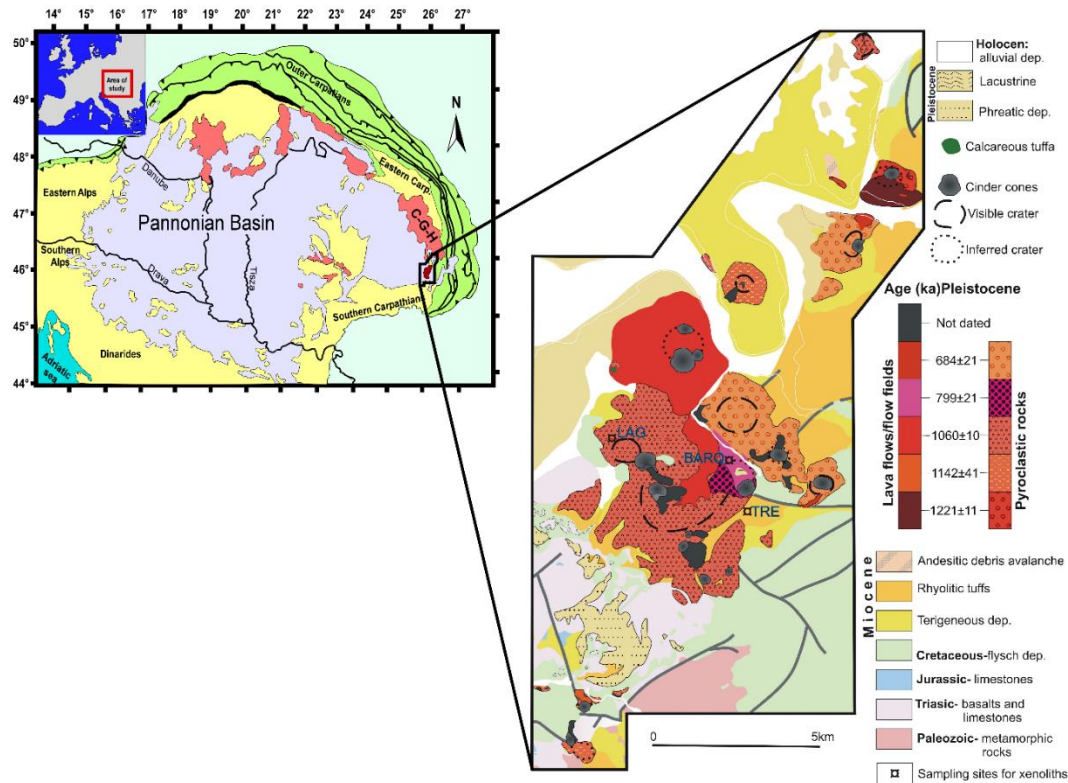 14° 15° 16° 17° 18° 19° 20° 21° 22° 23° 24° 25° 26° 27°
50°
49°
48°
47°
46°
45°
44°
Area of
study
Outer Carpatians
N
Eastern Carp.
Danube
Eastern Alps
Pannonian Basin
C-G-H
Southern
Alps
Drava
Tisza
Southern Carpathians
Dinarides
Adriatic
sea
LAG
BARO
TRE
0 5km
Holocen:
alluvial dep.
Pleistocene
Lacustrine
Phreatic dep.
Calcareous tuffa
Cinder cones
Visible crater
Inferred crater
Age (ka)Pleistocene
Lava flows/flow fields
Not dated
684±21
799±21
1060±10
1142±41
1221±11
Pyroclastic rocks
Miocene
Andesitic debris avalanche
Rhyolitic tuffs
Terigeneous dep.
Cretaceous-flysch dep.
Jurassic- limestones
Triasic- basalts and
limestones
Paleozoic- metamorphic
rocks
Sampling sites for xenoliths